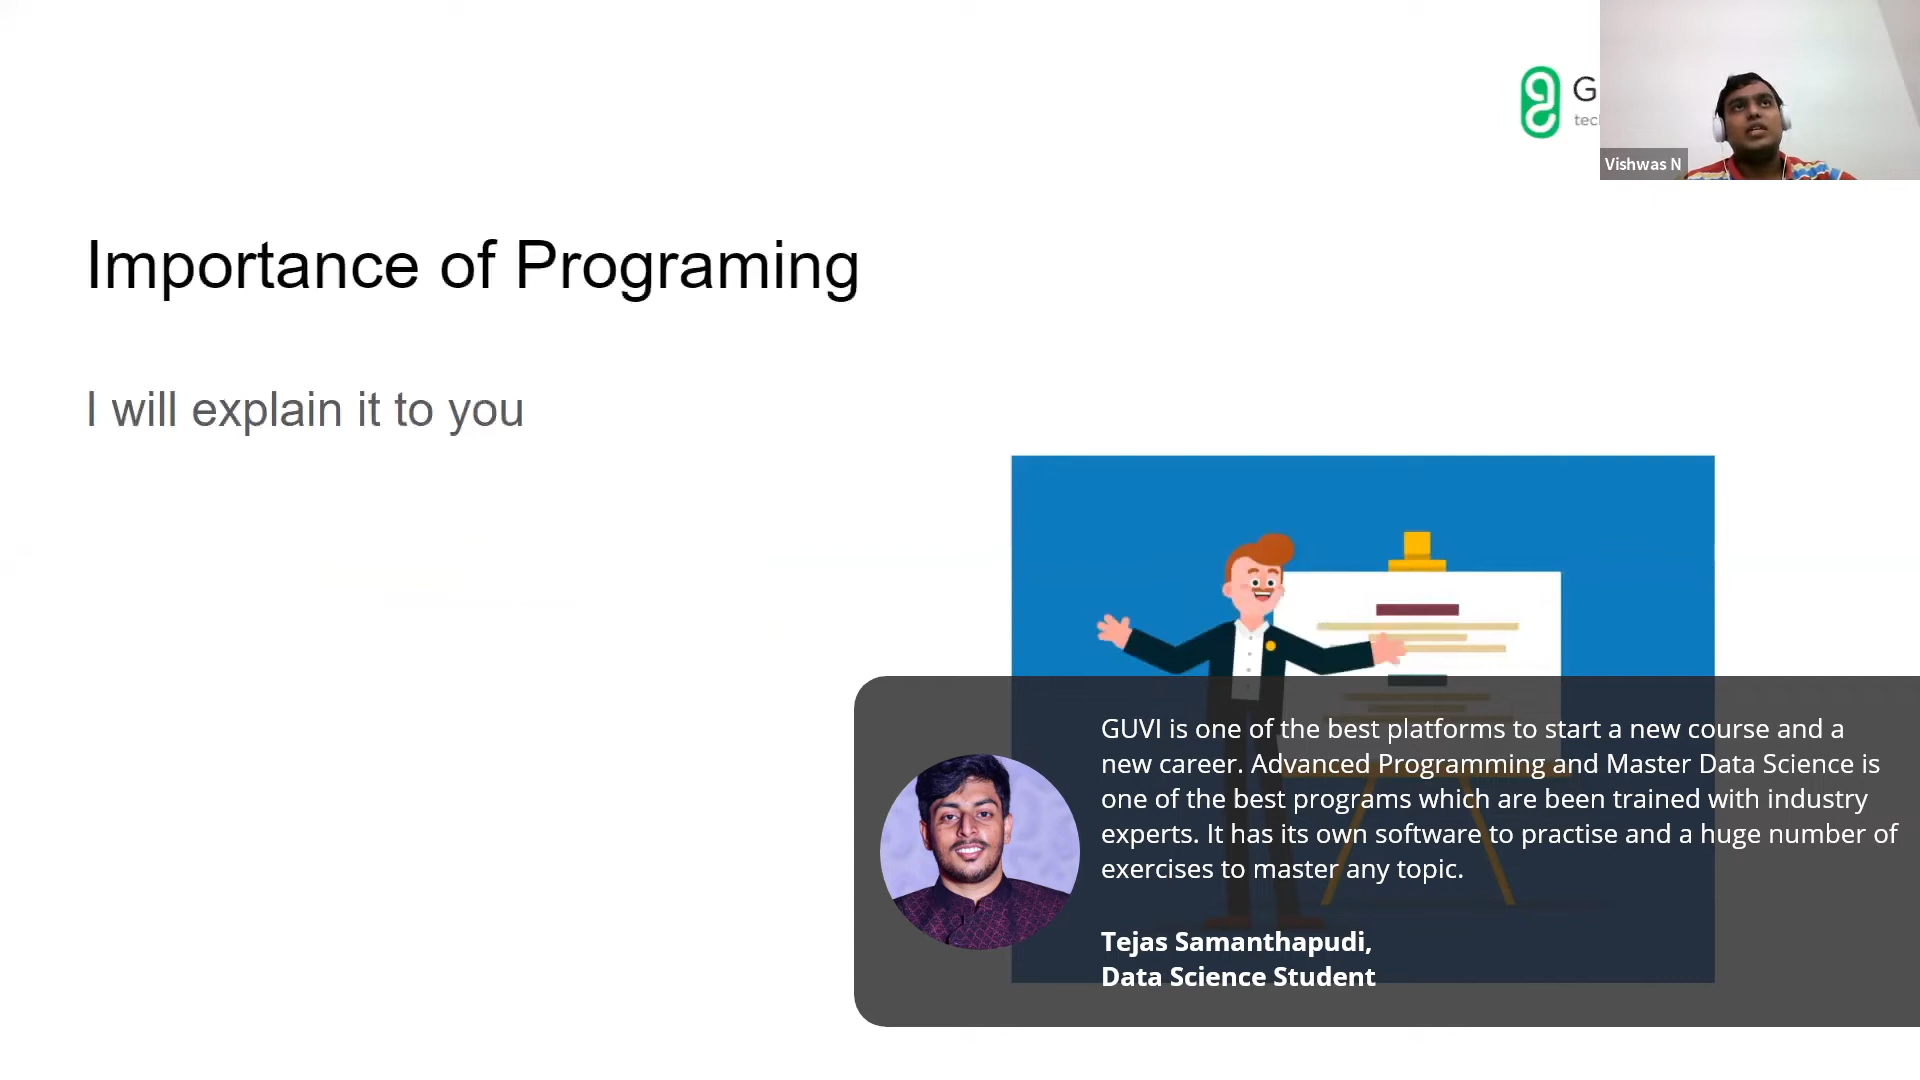 G
tec
Vishwas N
Importance of Programing
I will explain it to you
GUVI is one of the best platforms to start a new course and a
new career. Advanced Programming and Master Data Science is
one of the best programs which are been trained with industry
experts. It has its own software to practise and a huge number of
exercises to master any topic.
Tejas Samanthapudi,
Data Science Student